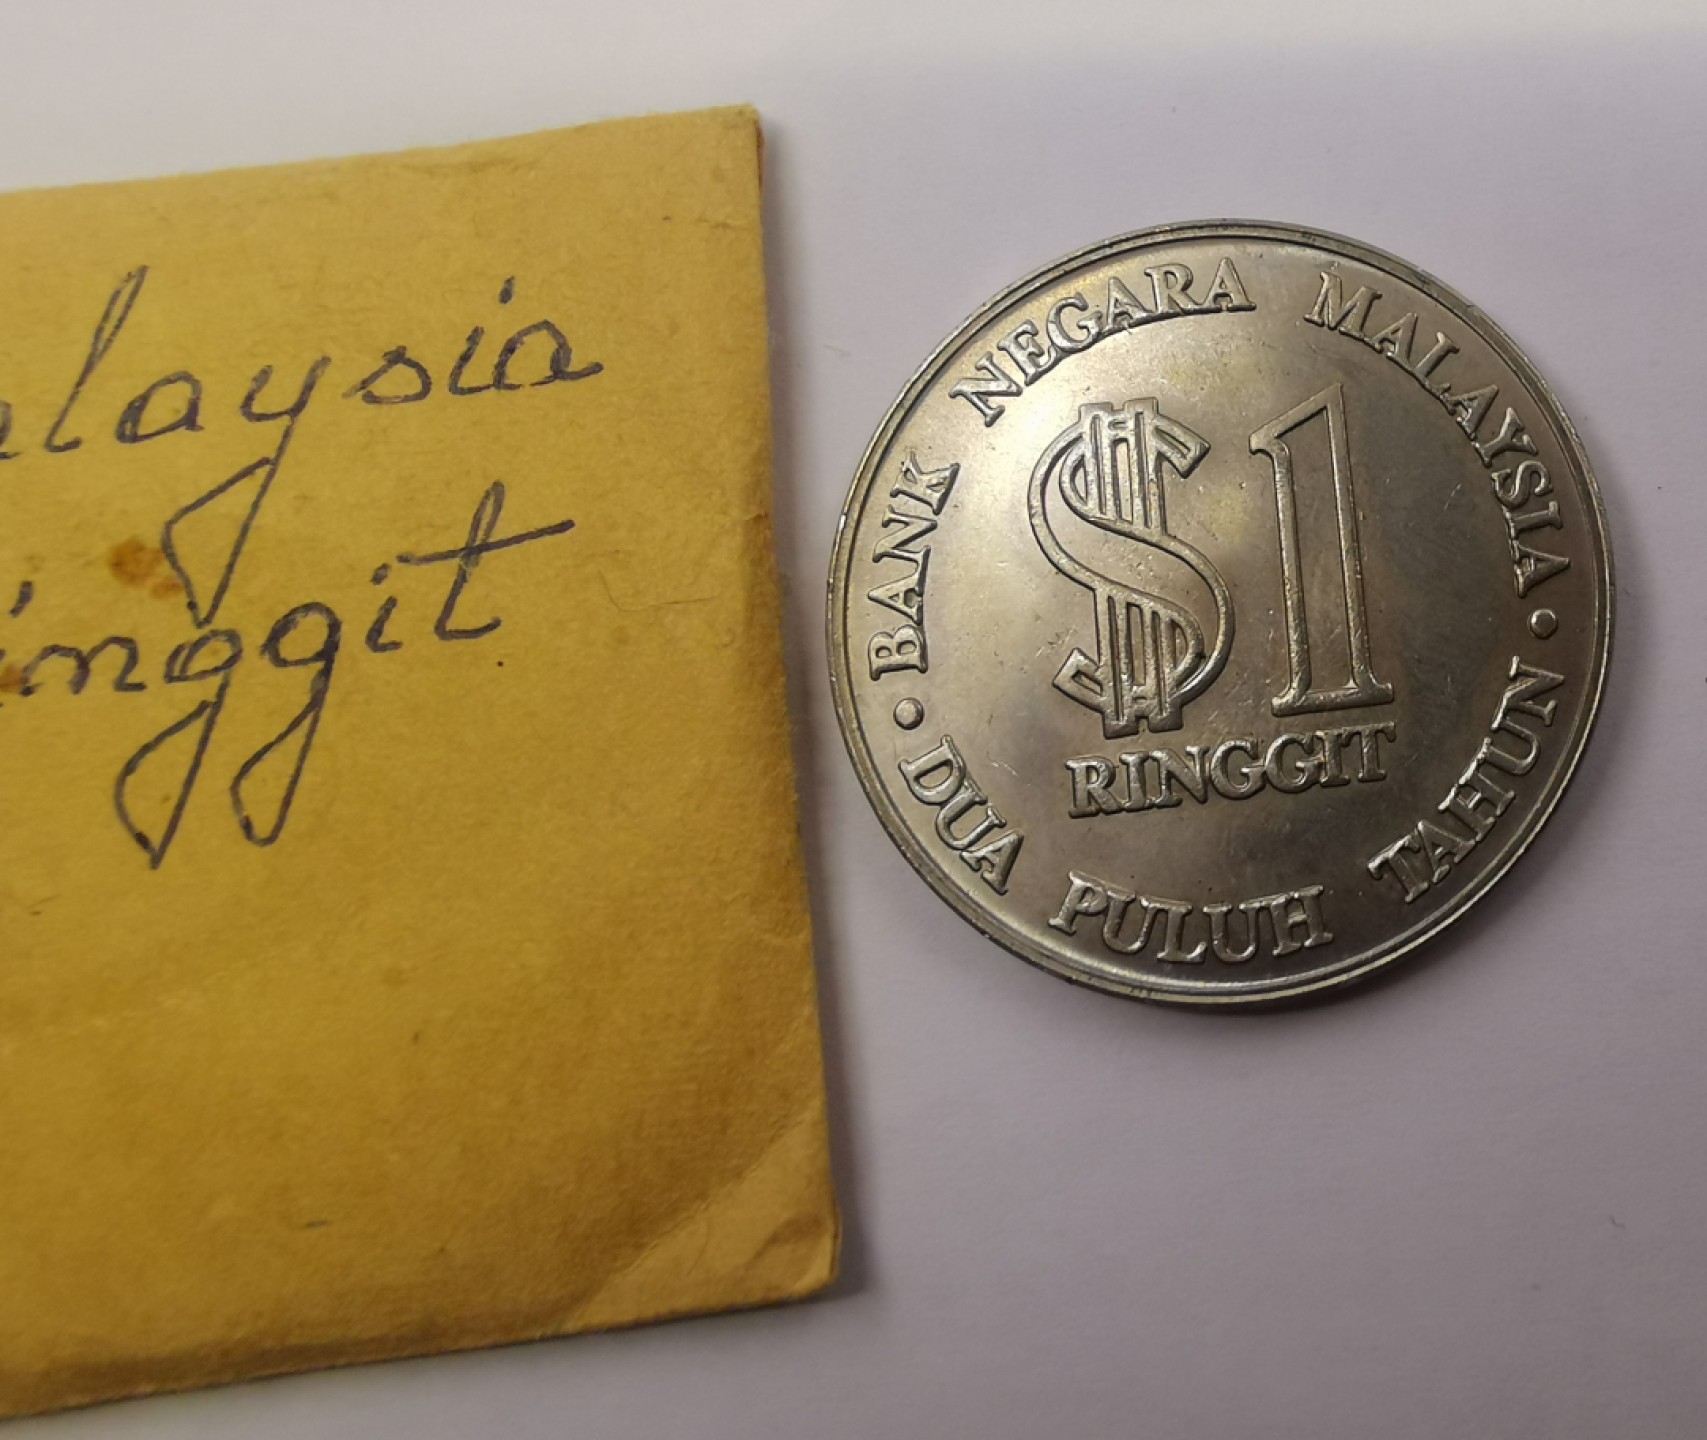 alaysia
inggit
BANK NEGARA MALAYSIA
$1
RINGGIT
DUA PULUH TAHUN